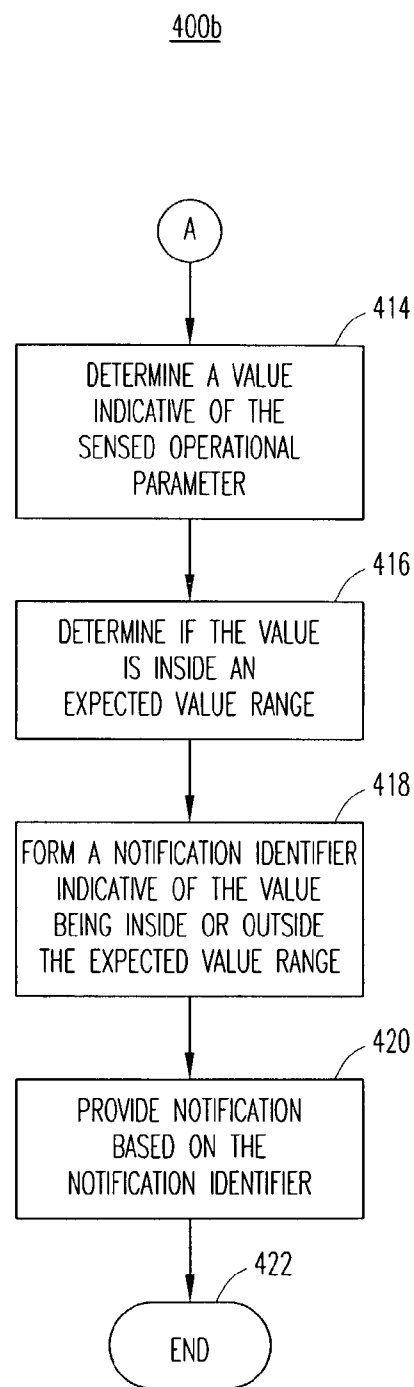 400b
A
414
DETERMINE A VALUE
INDICATIVE OF THE
SENSED OPERATIONAL
PARAMETER
416
DETERMINE IF THE VALUE
IS INSIDE AN
EXPECTED VALUE RANGE
418
FORM A NOTIFICATION IDENTIFIER
INDICATIVE OF THE VALUE
BEING INSIDE OR OUTSIDE
THE EXPECTED VALUE RANGE
420
PROVIDE NOTIFICATION
BASED ON THE
NOTIFICATION IDENTIFIER
422
END